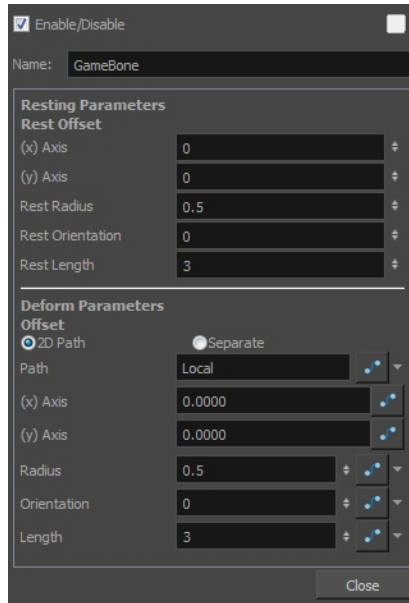 Enable/Disable
Name: GameBone
Resting Parameters
Rest Offset
(x) Axis 0
(y) Axis 0
Rest Radius 0.5
Rest Orientation 0
Rest Length 3
Deform Parameters
Offset
2D Path Separate
Path Local
(x) Axis 0.0000
(y) Axis 0.0000
Radius 0.5
Orientation 0
Length 3
Close